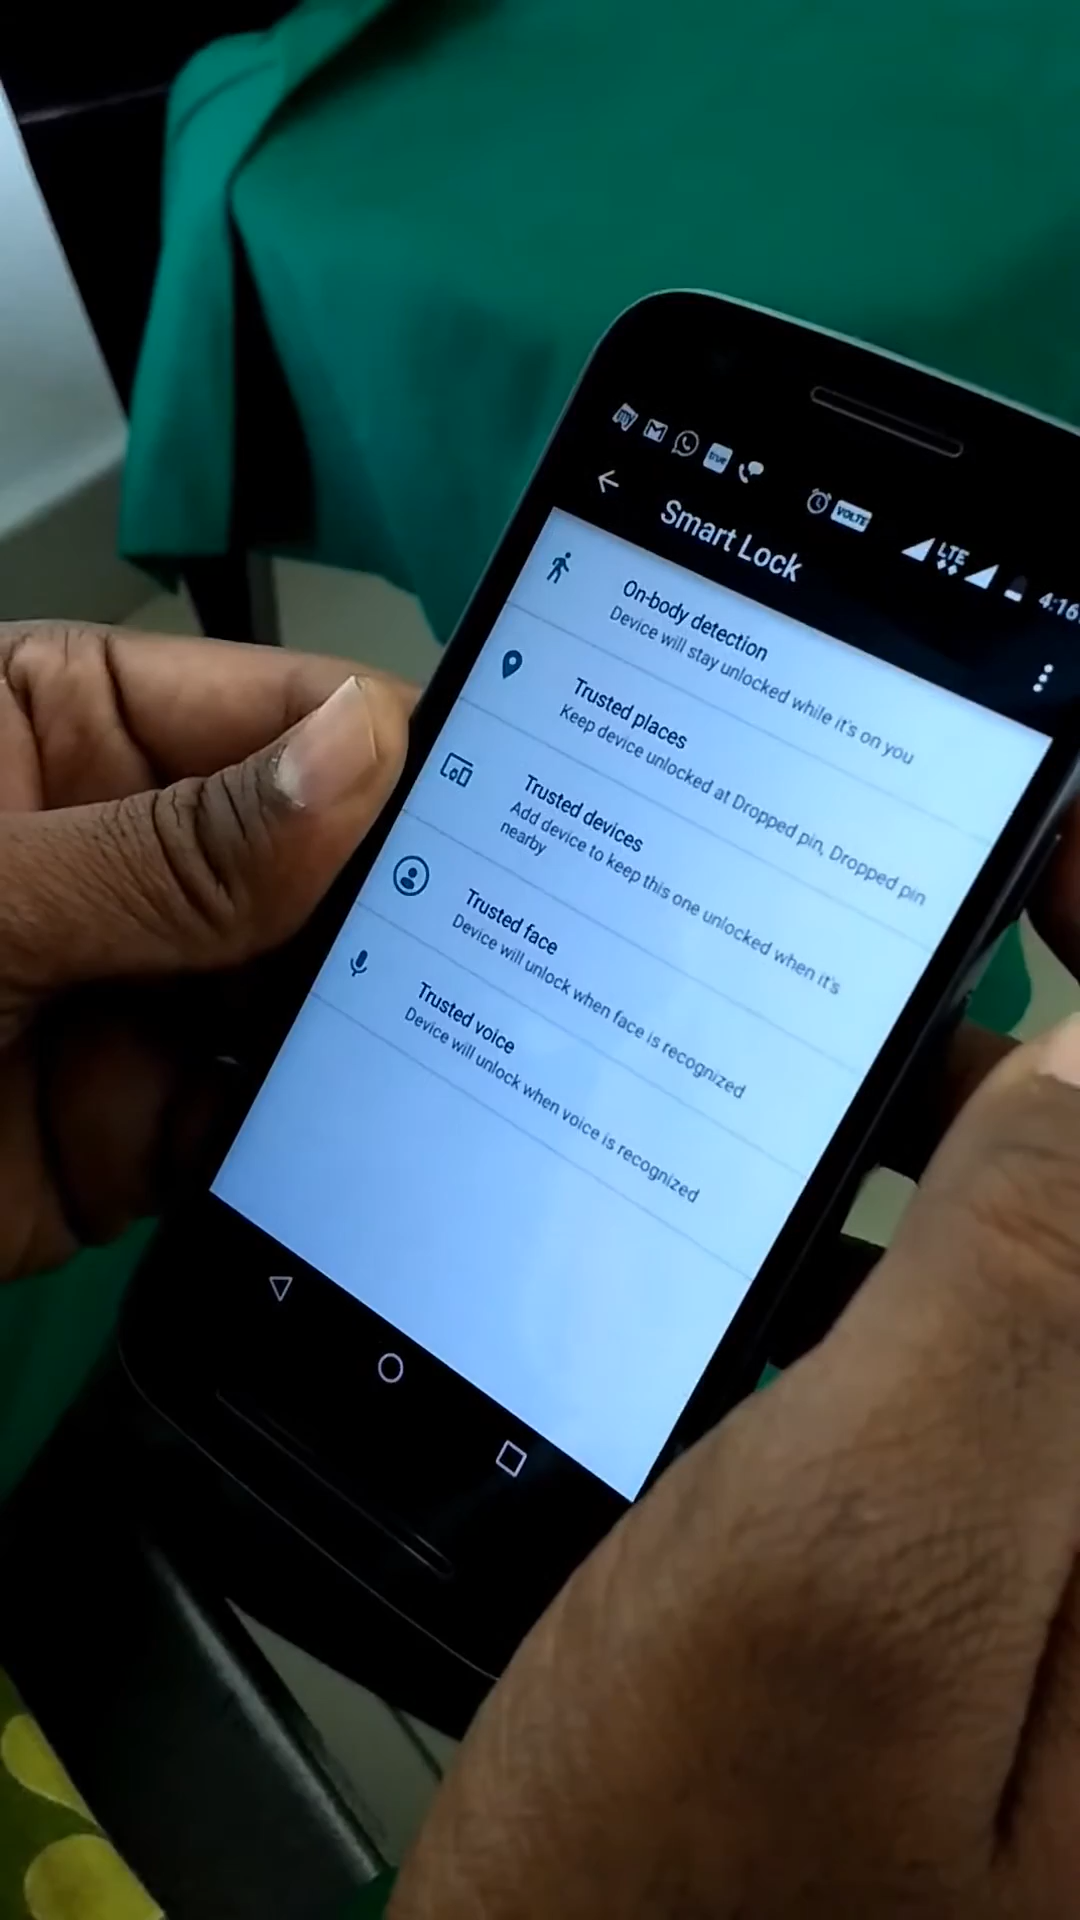 my
true
VOLTE
LTE
4:16
Smart Lock
On-body detection
Device will stay unlocked while it's on you
Trusted places
Keep device unlocked at Dropped pin, Dropped pin
Trusted devices
Add device to keep this one unlocked when it's
nearby
Trusted face
Device will unlock when face is recognized
Trusted voice
Device will unlock when voice is recognized